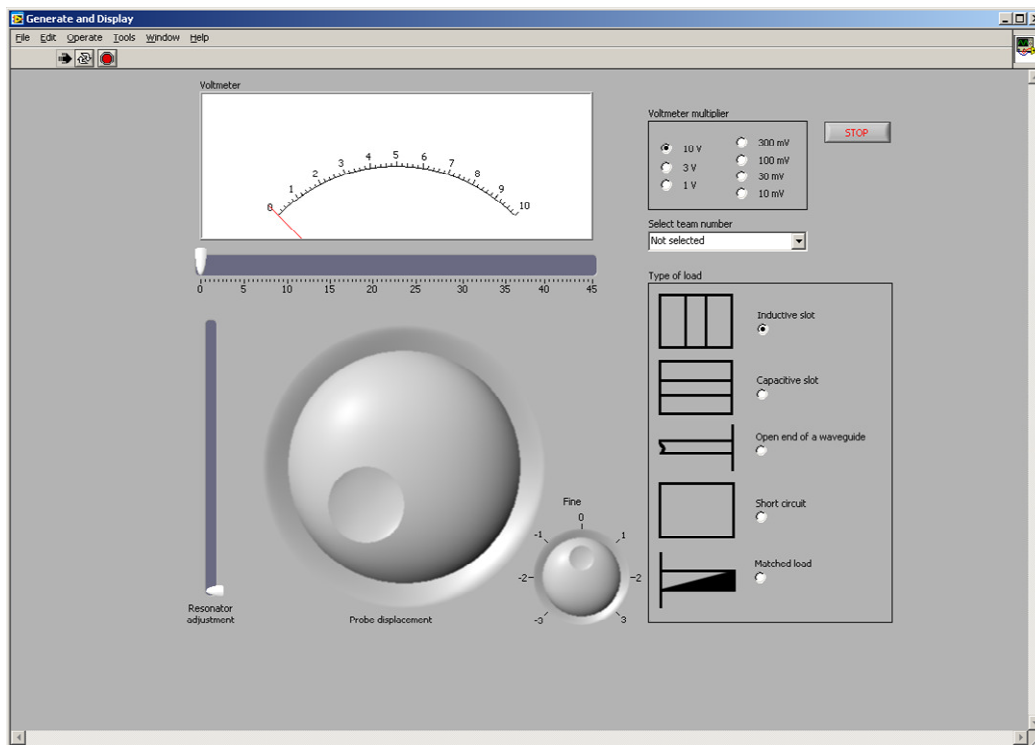 Generate and Display
File Edit Operate Tools Window Help
Voltmeter
0 1 2 3 4 5 6 7 8 9 10
Voltmeter multiplier
10 V
3 V
1 V
300 mV
100 mV
30 mV
10 mV
STOP
Select team number
Not selected
0 5 10 15 20 25 30 35 40 45
Type of load
Inductive slot
Capacitive slot
Open end of a waveguide
Short circuit
Matched load
Resonator
adjustment
Probe displacement
Fine
0
-1 1
-2 -2
-3 3